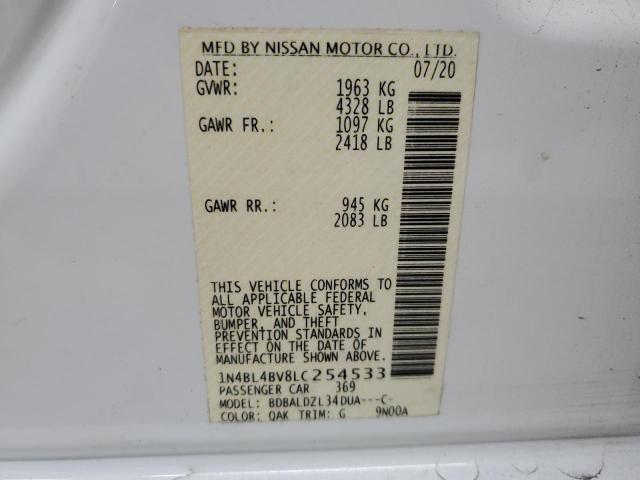 MFD BY NISSAN MOTOR CO., LTD.
DATE: 07/20
GVWR: 1963 KG
4328 LB
GAWR FR.: 1097 KG
2418 LB
GAWR RR.: 945 KG
2083 LB
THIS VEHICLE CONFORMS TO
ALL APPLICABLE FEDERAL
MOTOR VEHICLE SAFETY,
BUMPER, AND THEFT
PREVENTION STANDARDS IN
EFFECT ON THE DATE OF
MANUFACTURE SHOWN ABOVE.
1N4BL4BV8LC254533
PASSENGER CAR 369
MODEL: BDBALDZL34DUA---C-
COLOR: QAK TRIM: G 9N00A